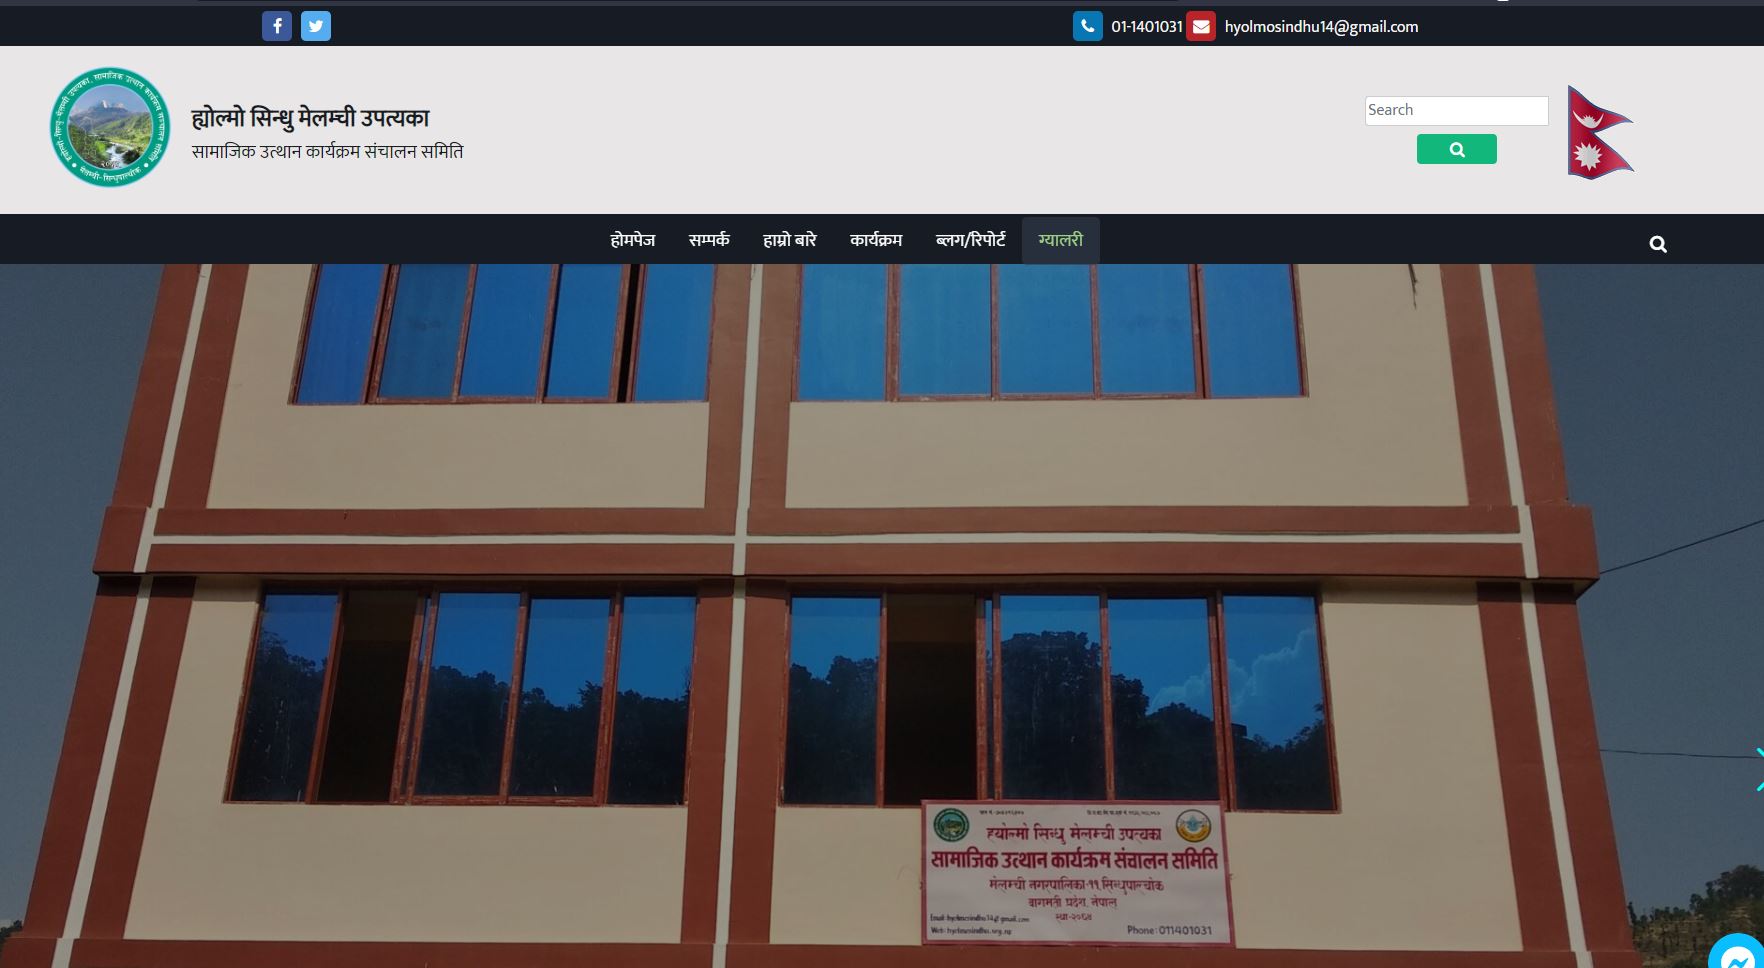 01-1401031 hyolmosindhu14@gmail.com
ह्योल्मो सिन्धु मेलम्ची उपत्यका
सामाजिक उत्थान कार्यक्रम संचालन समिति
Search
होमपेज सम्पर्क हाम्रो बारे कार्यक्रम ब्लग/रिपोर्ट ग्यालरी
ह्योल्मो सिन्धु मेलम्ची उपत्यका
सामाजिक उत्थान कार्यक्रम संचालन समिति
मेलम्ची नगरपालिका-११, सिन्धुपाल्चोक
वागमती प्रदेश, नेपाल
Email: hyolmosindhu14@gmail.com
Web: hyolmosindhu.org.np
Phone: 011401031